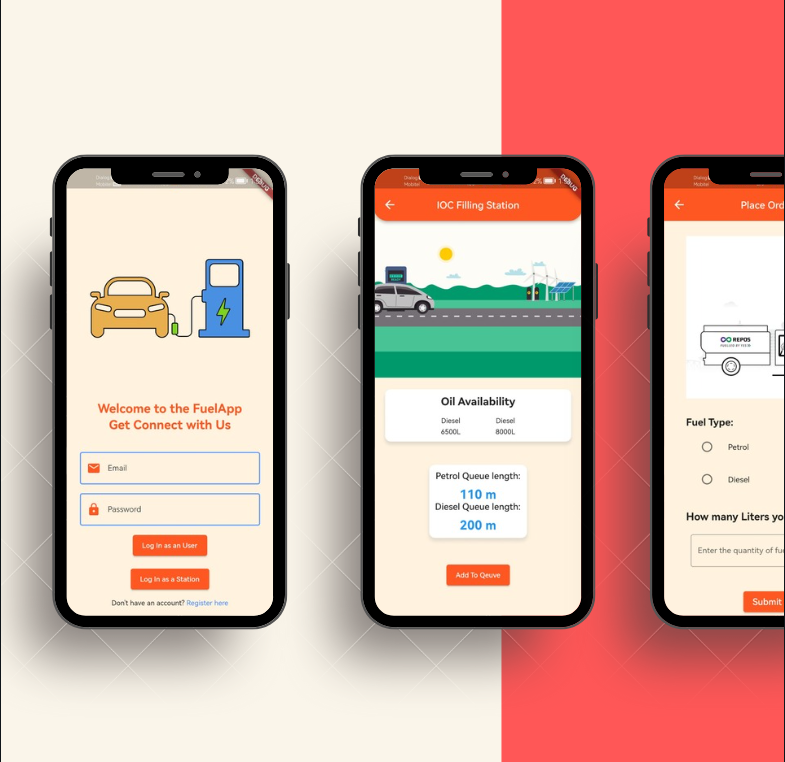 DEBUG
Welcome to the FuelApp
Get Connect with Us
Email
Password
Log In as an User
Log In as a Station
Don't have an account? Register here
DEBUG
IOC Filling Station
Oil Availability
Diesel Diesel
6500L 8000L
Petrol Queue length:
110 m
Diesel Queue length:
200 m
Add To Qeuve
Place Ord
REPOS
Fuel Type:
Petrol
Diesel
How many Liters yo
Enter the quantity of fue
Submit